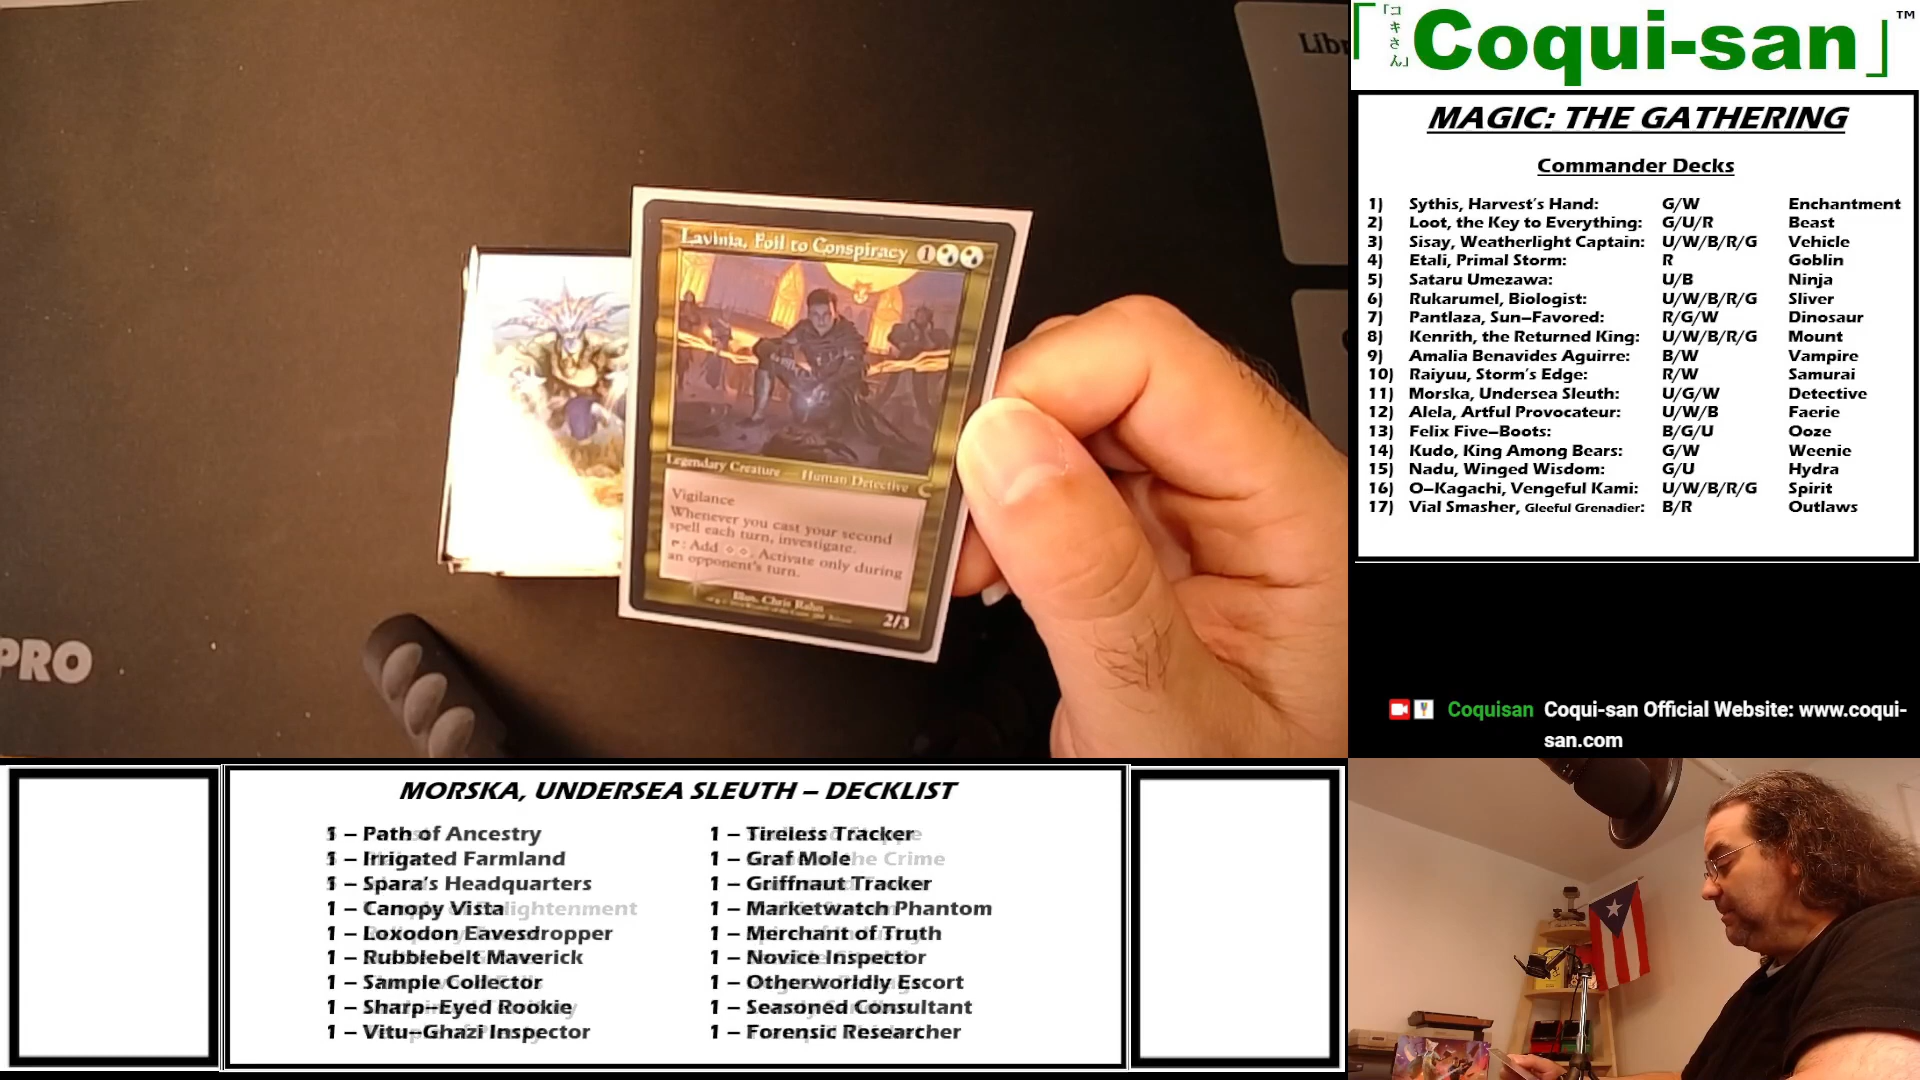 Libr
PRO
Lavinia, Foil to Conspiracy 1
Legendary Creature — Human Detective
Vigilance
Whenever you cast your second
spell each turn, investigate.
: Add . Activate only during
an opponent's turn.
Illus. Chris Rahn
2/3
「コキさん」
「Coqui-san」™
MAGIC: THE GATHERING
Commander Decks
1) Sythis, Harvest's Hand: G/W Enchantment
2) Loot, the Key to Everything: G/U/R Beast
3) Sisay, Weatherlight Captain: U/W/B/R/G Vehicle
4) Etali, Primal Storm: R Goblin
5) Sataru Umezawa: U/B Ninja
6) Rukarumel, Biologist: U/W/B/R/G Sliver
7) Pantlaza, Sun-Favored: R/G/W Dinosaur
8) Kenrith, the Returned King: U/W/B/R/G Mount
9) Amalia Benavides Aguirre: B/W Vampire
10) Raiyuu, Storm's Edge: R/W Samurai
11) Morska, Undersea Sleuth: U/G/W Detective
12) Alela, Artful Provocateur: U/W/B Faerie
13) Felix Five-Boots: B/G/U Ooze
14) Kudo, King Among Bears: G/W Weenie
15) Nadu, Winged Wisdom: G/U Hydra
16) O-Kagachi, Vengeful Kami: U/W/B/R/G Spirit
17) Vial Smasher, Gleeful Grenadier: B/R Outlaws
Coquisan Coqui-san Official Website: www.coqui-
san.com
MORSKA, UNDERSEA SLEUTH – DECKLIST
1 – Path of Ancestry
1 – Irrigated Farmland
1 – Spara's Headquarters
1 – Canopy Vista
1 – Loxodon Eavesdropper
1 – Rubblebelt Maverick
1 – Sample Collector
1 – Sharp-Eyed Rookie
1 – Vitu-Ghazi Inspector
1 – Tireless Tracker
1 – Graf Mole
1 – Griffnaut Tracker
1 – Marketwatch Phantom
1 – Merchant of Truth
1 – Novice Inspector
1 – Otherworldly Escort
1 – Seasoned Consultant
1 – Forensic Researcher